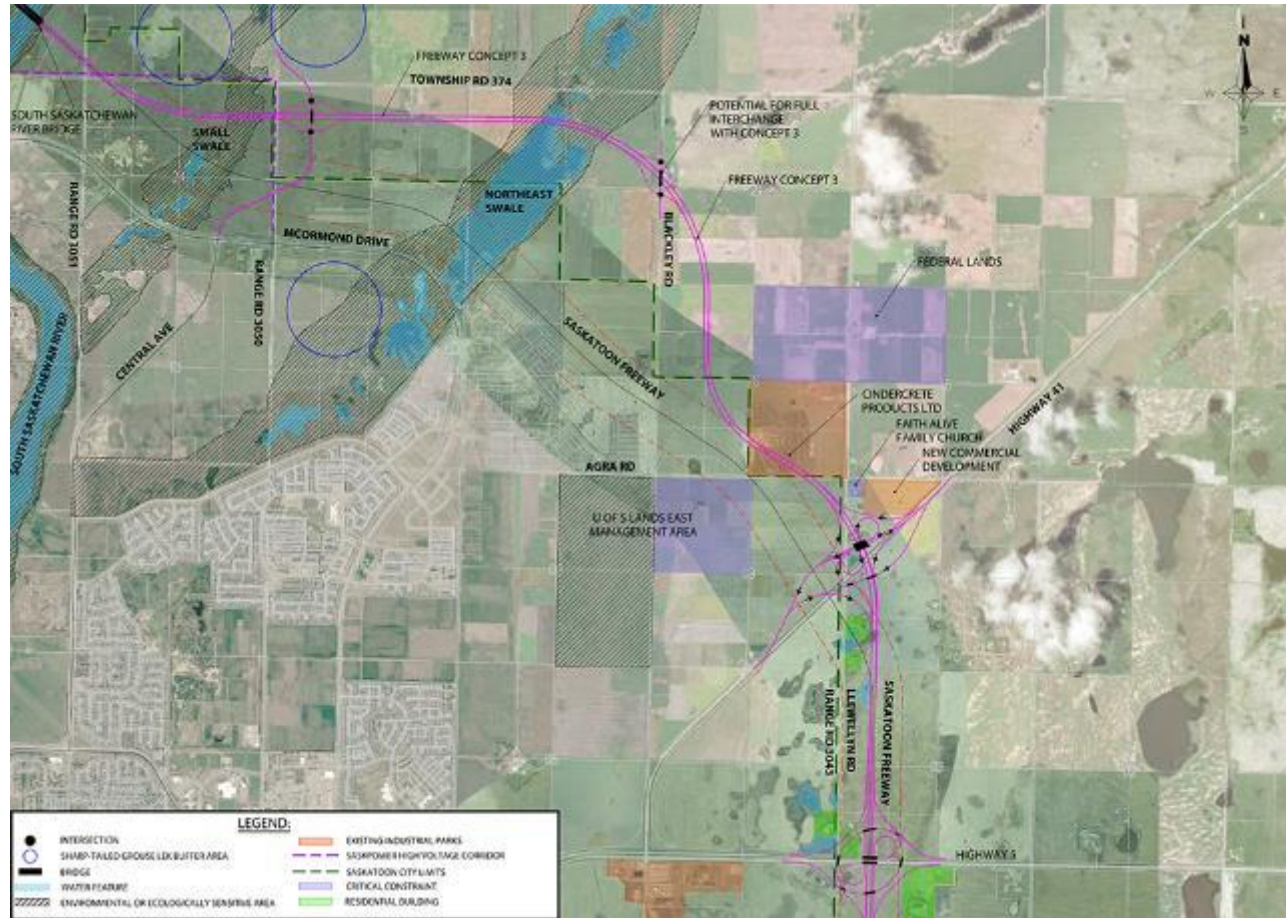 N
W
E
S
FREEWAY CONCEPT 3
TOWNSHIP RD 374
SOUTH SASKATCHEWAN
RIVER BRIDGE
SMALL
SWALE
POTENTIAL FOR FULL
INTERCHANGE
WITH CONCEPT 3
FREEWAY CONCEPT 3
NORTHEAST
SWALE
RANGE RD 3051
MCORMOND DRIVE
BLACKLEY RD
RANGE RD 3050
FEDERAL LANDS
CENTRAL AVE
SASKATOON FREEWAY
SOUTH SASKATCHEWAN RIVER
HIGHWAY 41
CINDERCRETE
PRODUCTS LTD
FAITH ALIVE
FAMILY CHURCH
NEW COMMERCIAL
DEVELOPMENT
AGRA RD
U OF S LANDS EAST
MANAGEMENT AREA
RANGE RD 3045
LLEWELLYN RD
SASKATOON FREEWAY
HIGHWAY 5
LEGEND:
INTERSECTION
SHARP-TAILED GROUSE LEK BUFFER AREA
BRIDGE
WATER FEATURE
ENVIRONMENTAL OR ECOLOGICALLY SENSITIVE AREA
EXISTING INDUSTRIAL PARKS
SASKPOWER HIGH VOLTAGE CORRIDOR
SASKATOON CITY LIMITS
CRITICAL CONSTRAINT
RESIDENTIAL BUILDING